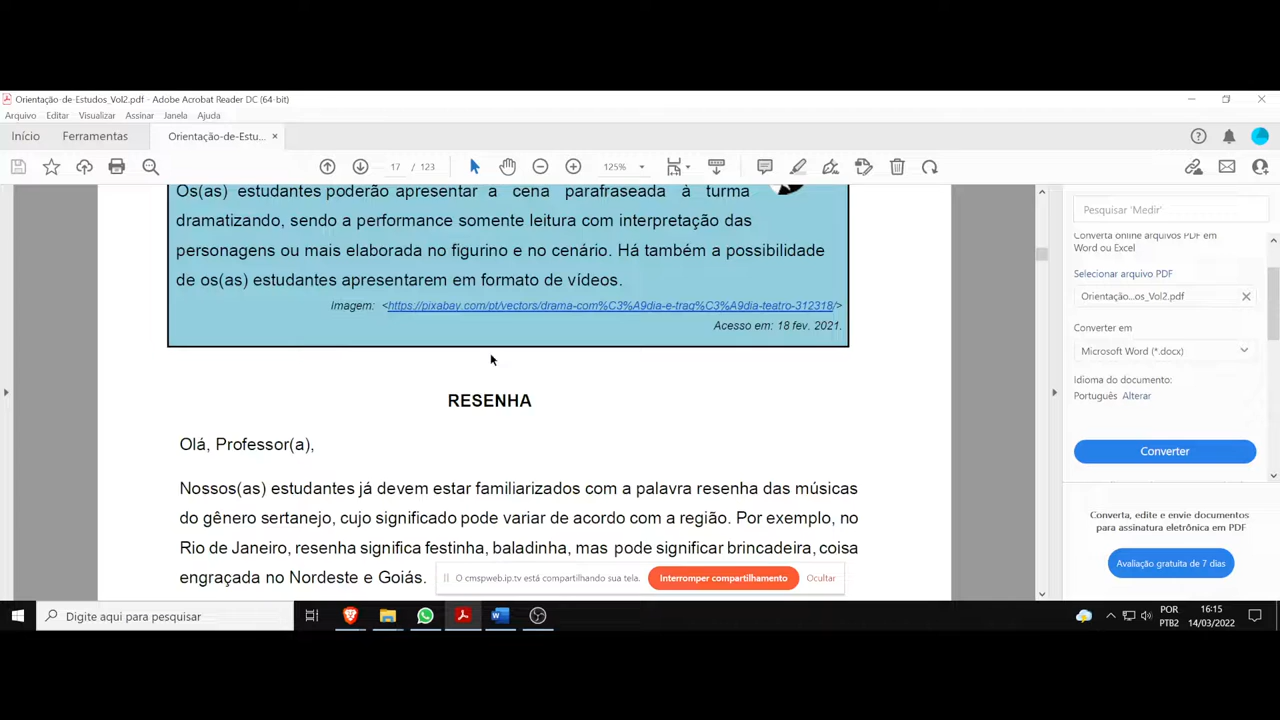 Orientação-de-Estudos_Vol2.pdf - Adobe Acrobat Reader DC (64-bit)
Arquivo Editar Visualizar Assinar Janela Ajuda
Início Ferramentas Orientação-de-Estu... ×
17 / 123 125%
Os(as) estudantes poderão apresentar a cena parafraseada à turma
dramatizando, sendo a performance somente leitura com interpretação das
personagens ou mais elaborada no figurino e no cenário. Há também a possibilidade
de os(as) estudantes apresentarem em formato de vídeos.
Imagem: <https://pixabay.com/pt/vectors/drama-com%C3%A9dia-e-trag%C3%A9dia-teatro-312318/>
Acesso em: 18 fev. 2021.
RESENHA
Olá, Professor(a),
Nossos(as) estudantes já devem estar familiarizados com a palavra resenha das músicas
do gênero sertanejo, cujo significado pode variar de acordo com a região. Por exemplo, no
Rio de Janeiro, resenha significa festinha, baladinha, mas pode significar brincadeira, coisa
engraçada no Nordeste e Goiás.
O cmspweb.ip.tv está compartilhando sua tela. Interromper compartilhamento Ocultar
Pesquisar 'Medir'
Converta online arquivos PDF em
Word ou Excel
Selecionar arquivo PDF
Orientação...os_Vol2.pdf ×
Converter em
Microsoft Word (*.docx)
Idioma do documento:
Português Alterar
Converter
Converta, edite e envie documentos
para assinatura eletrônica em PDF
Avaliação gratuita de 7 dias
Digite aqui para pesquisar
POR
PTB2
16:15
14/03/2022